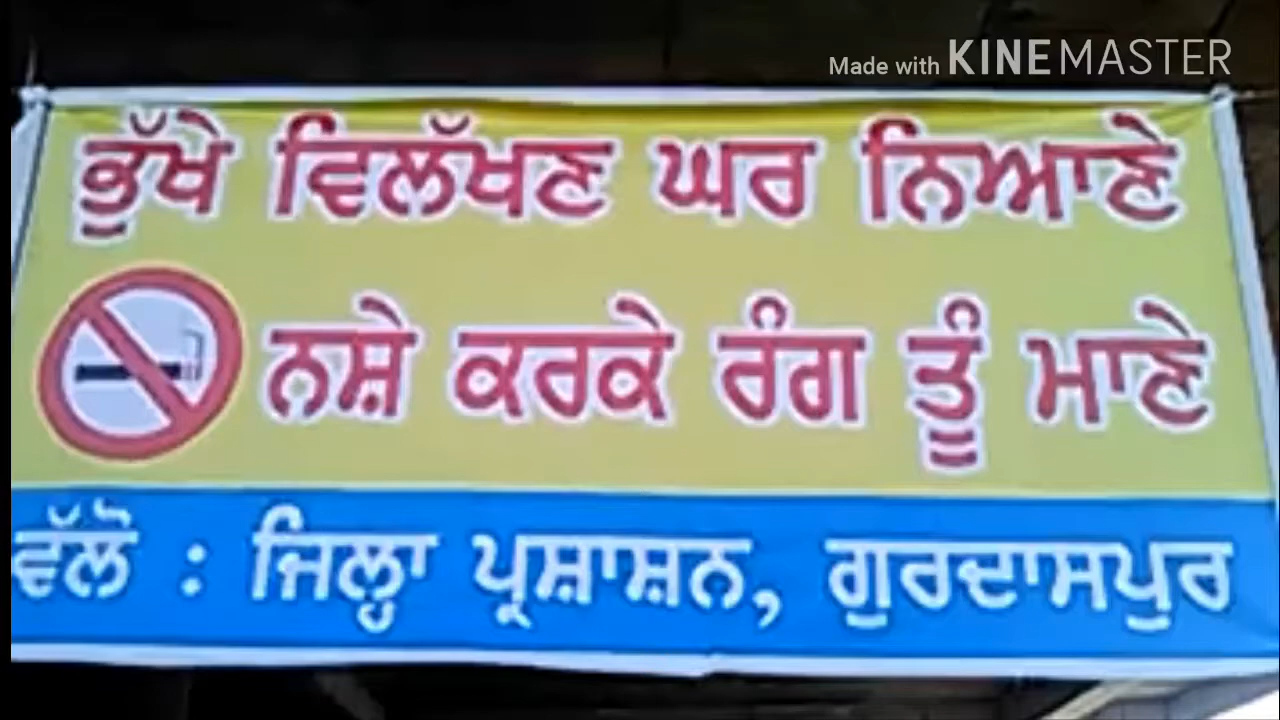 Made with KINEMASTER
ਭੁੱਖੇ ਵਿਲੱਖਣ ਘਰ ਨਿਆਣੇ
ਨਸ਼ੇ ਕਰਕੇ ਰੰਗ ਤੂੰ ਮਾਣੇ
ਵੱਲੋਂ : ਜਿਲ੍ਹਾ ਪ੍ਰਸ਼ਾਸ਼ਨ, ਗੁਰਦਾਸਪੁਰ